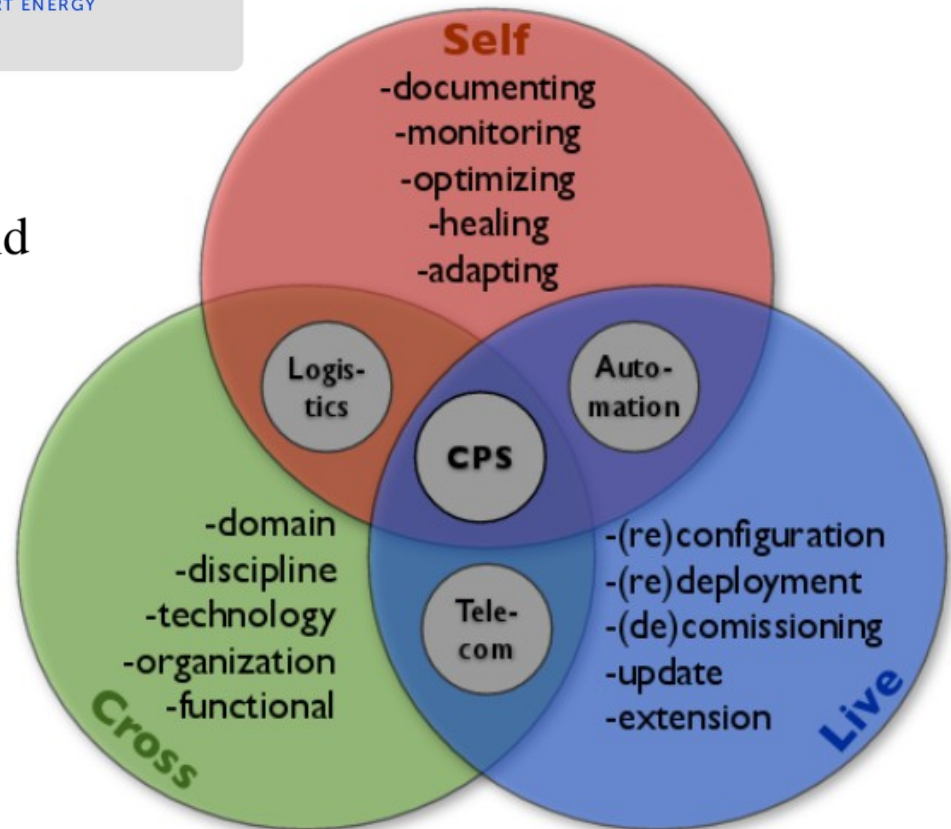 ENERGY
Self
-documenting
-monitoring
-optimizing
-healing
-adapting
Logis-
tics
Auto-
mation
CPS
-domain
-discipline
-technology
-organization
-functional
Cross
Tele-
com
-(re)configuration
-(re)deployment
-(de)comissioning
-update
-extension
Live